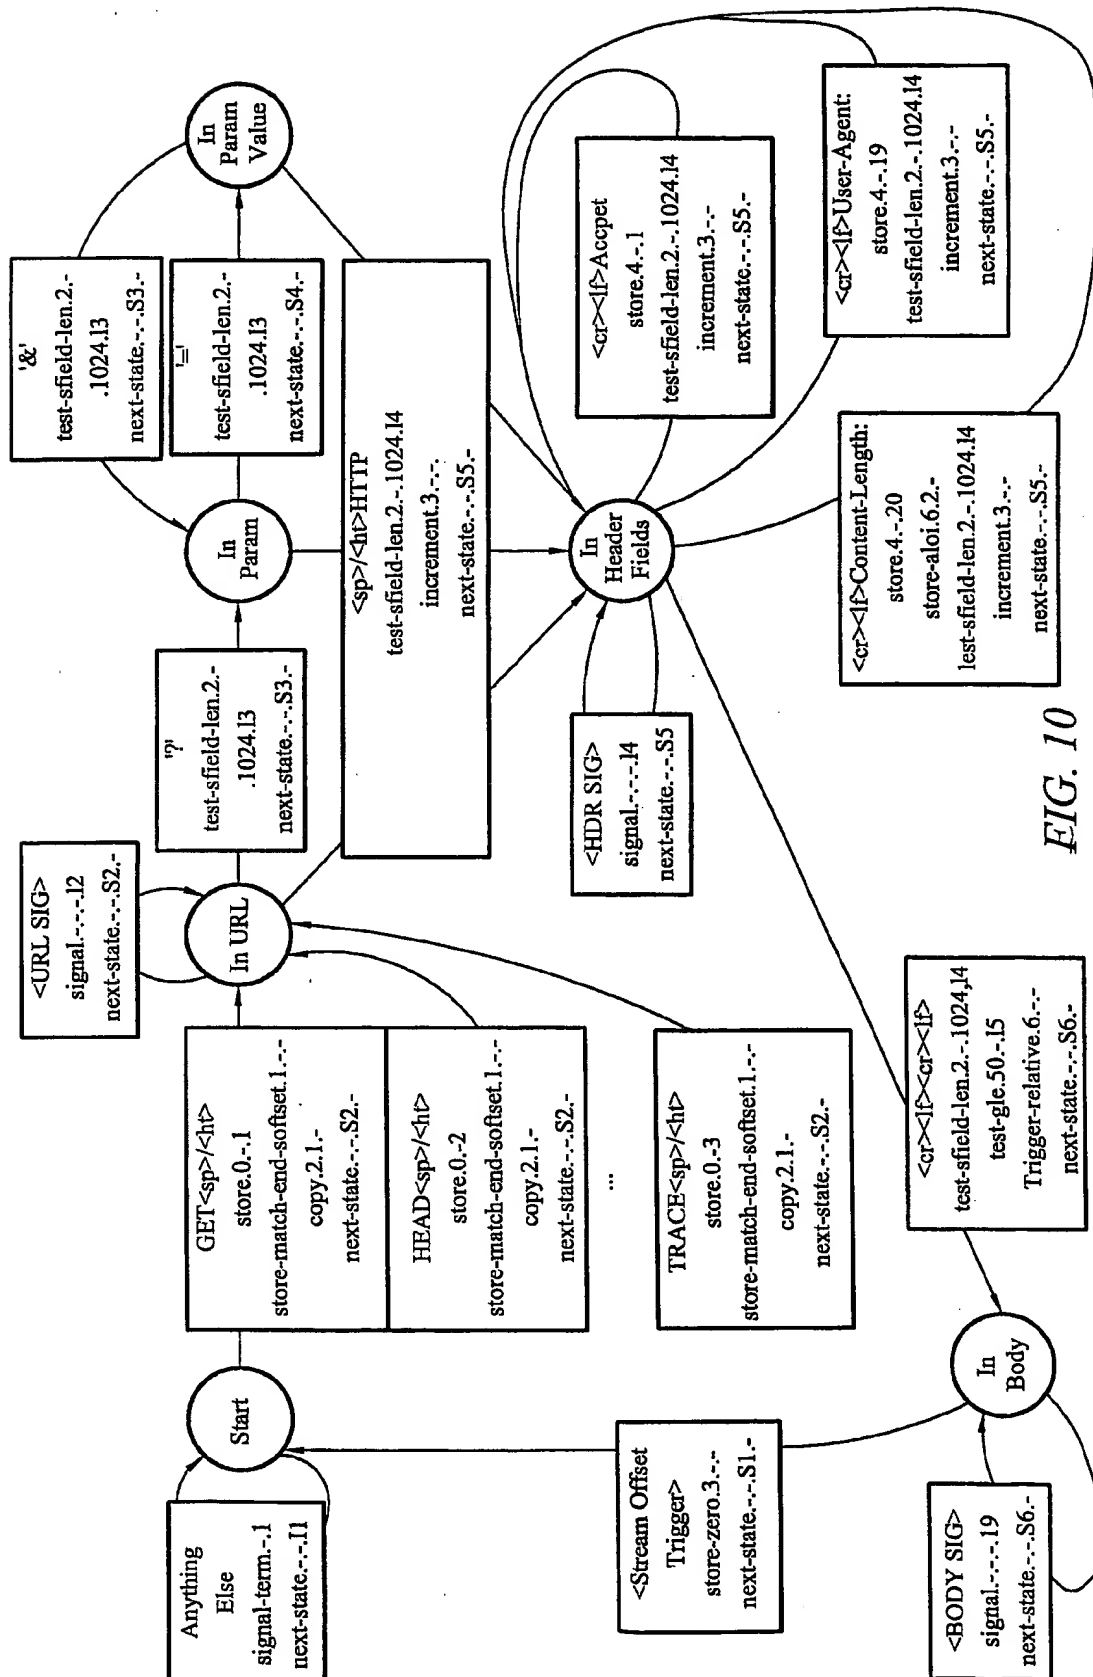 Anything
Else
signal-term.-.1
next-state.-.-.I1
Start
GET<sp>/<ht>
store.0.-.1
store-match-end-softset.1.-.-
copy.2.1.-
next-state.-.-.S2.-
HEAD<sp>/<ht>
store.0.-2
store-match-end-softset.1.-.-
copy.2.1.-
next-state.-.-.S2.-
...
TRACE<sp>/<ht>
store.0.-3
store-match-end-softset.1.-.-
copy.2.1.-
next-state.-.-.S2.-
<URL SIG>
signal.-.-.-.12
next-state.-.-.S2.-
In URL
'?'
test-sfield-len.2.-
.1024.I3
next-state.-.-.S3.-
In
Param
'&'
test-sfield-len.2.-
.1024.I3
next-state.-.-.S3.-
'='
test-sfield-len.2.-
.1024.I3
next-state.-.-.S4.-
In
Param
Value
<sp>/<ht>HTTP
test-sfield-len.2.-.1024.I4
increment.3.-.-.
next-state.-.-.S5.-
<HDR SIG>
signal.-.-.-.I4
next-state.-.-.S5
In
Header
Fields
<cr><lf>Accpet
store.4.-.1
test-sfield-len.2.-.1024.I4
increment.3.-.-
next-state.-.-.S5.-
<cr><lf>User-Agent:
store.4.-.19
test-sfield-len.2.-.1024.I4
increment.3.-.-
next-state.-.-.S5.-
<cr><lf>Content-Length:
store.4.-.20
store-aloi.6.2.-
lest-sfield-len.2.-.1024.I4
increment.3.-.-
next-state.-.-.S5.-
<cr><lf><cr><lf>
test-sfield-len.2.-.1024,I4
test-gle.50.-.I5
Trigger-relative.6.-.-
next-state.-.-.S6.-
<Stream Offset
Trigger>
store-zero.3.-.-
next-state.-.-.S1.-
In
Body
<BODY SIG>
signal.-.-.-.19
next-state.-.-.S6.-
FIG. 10